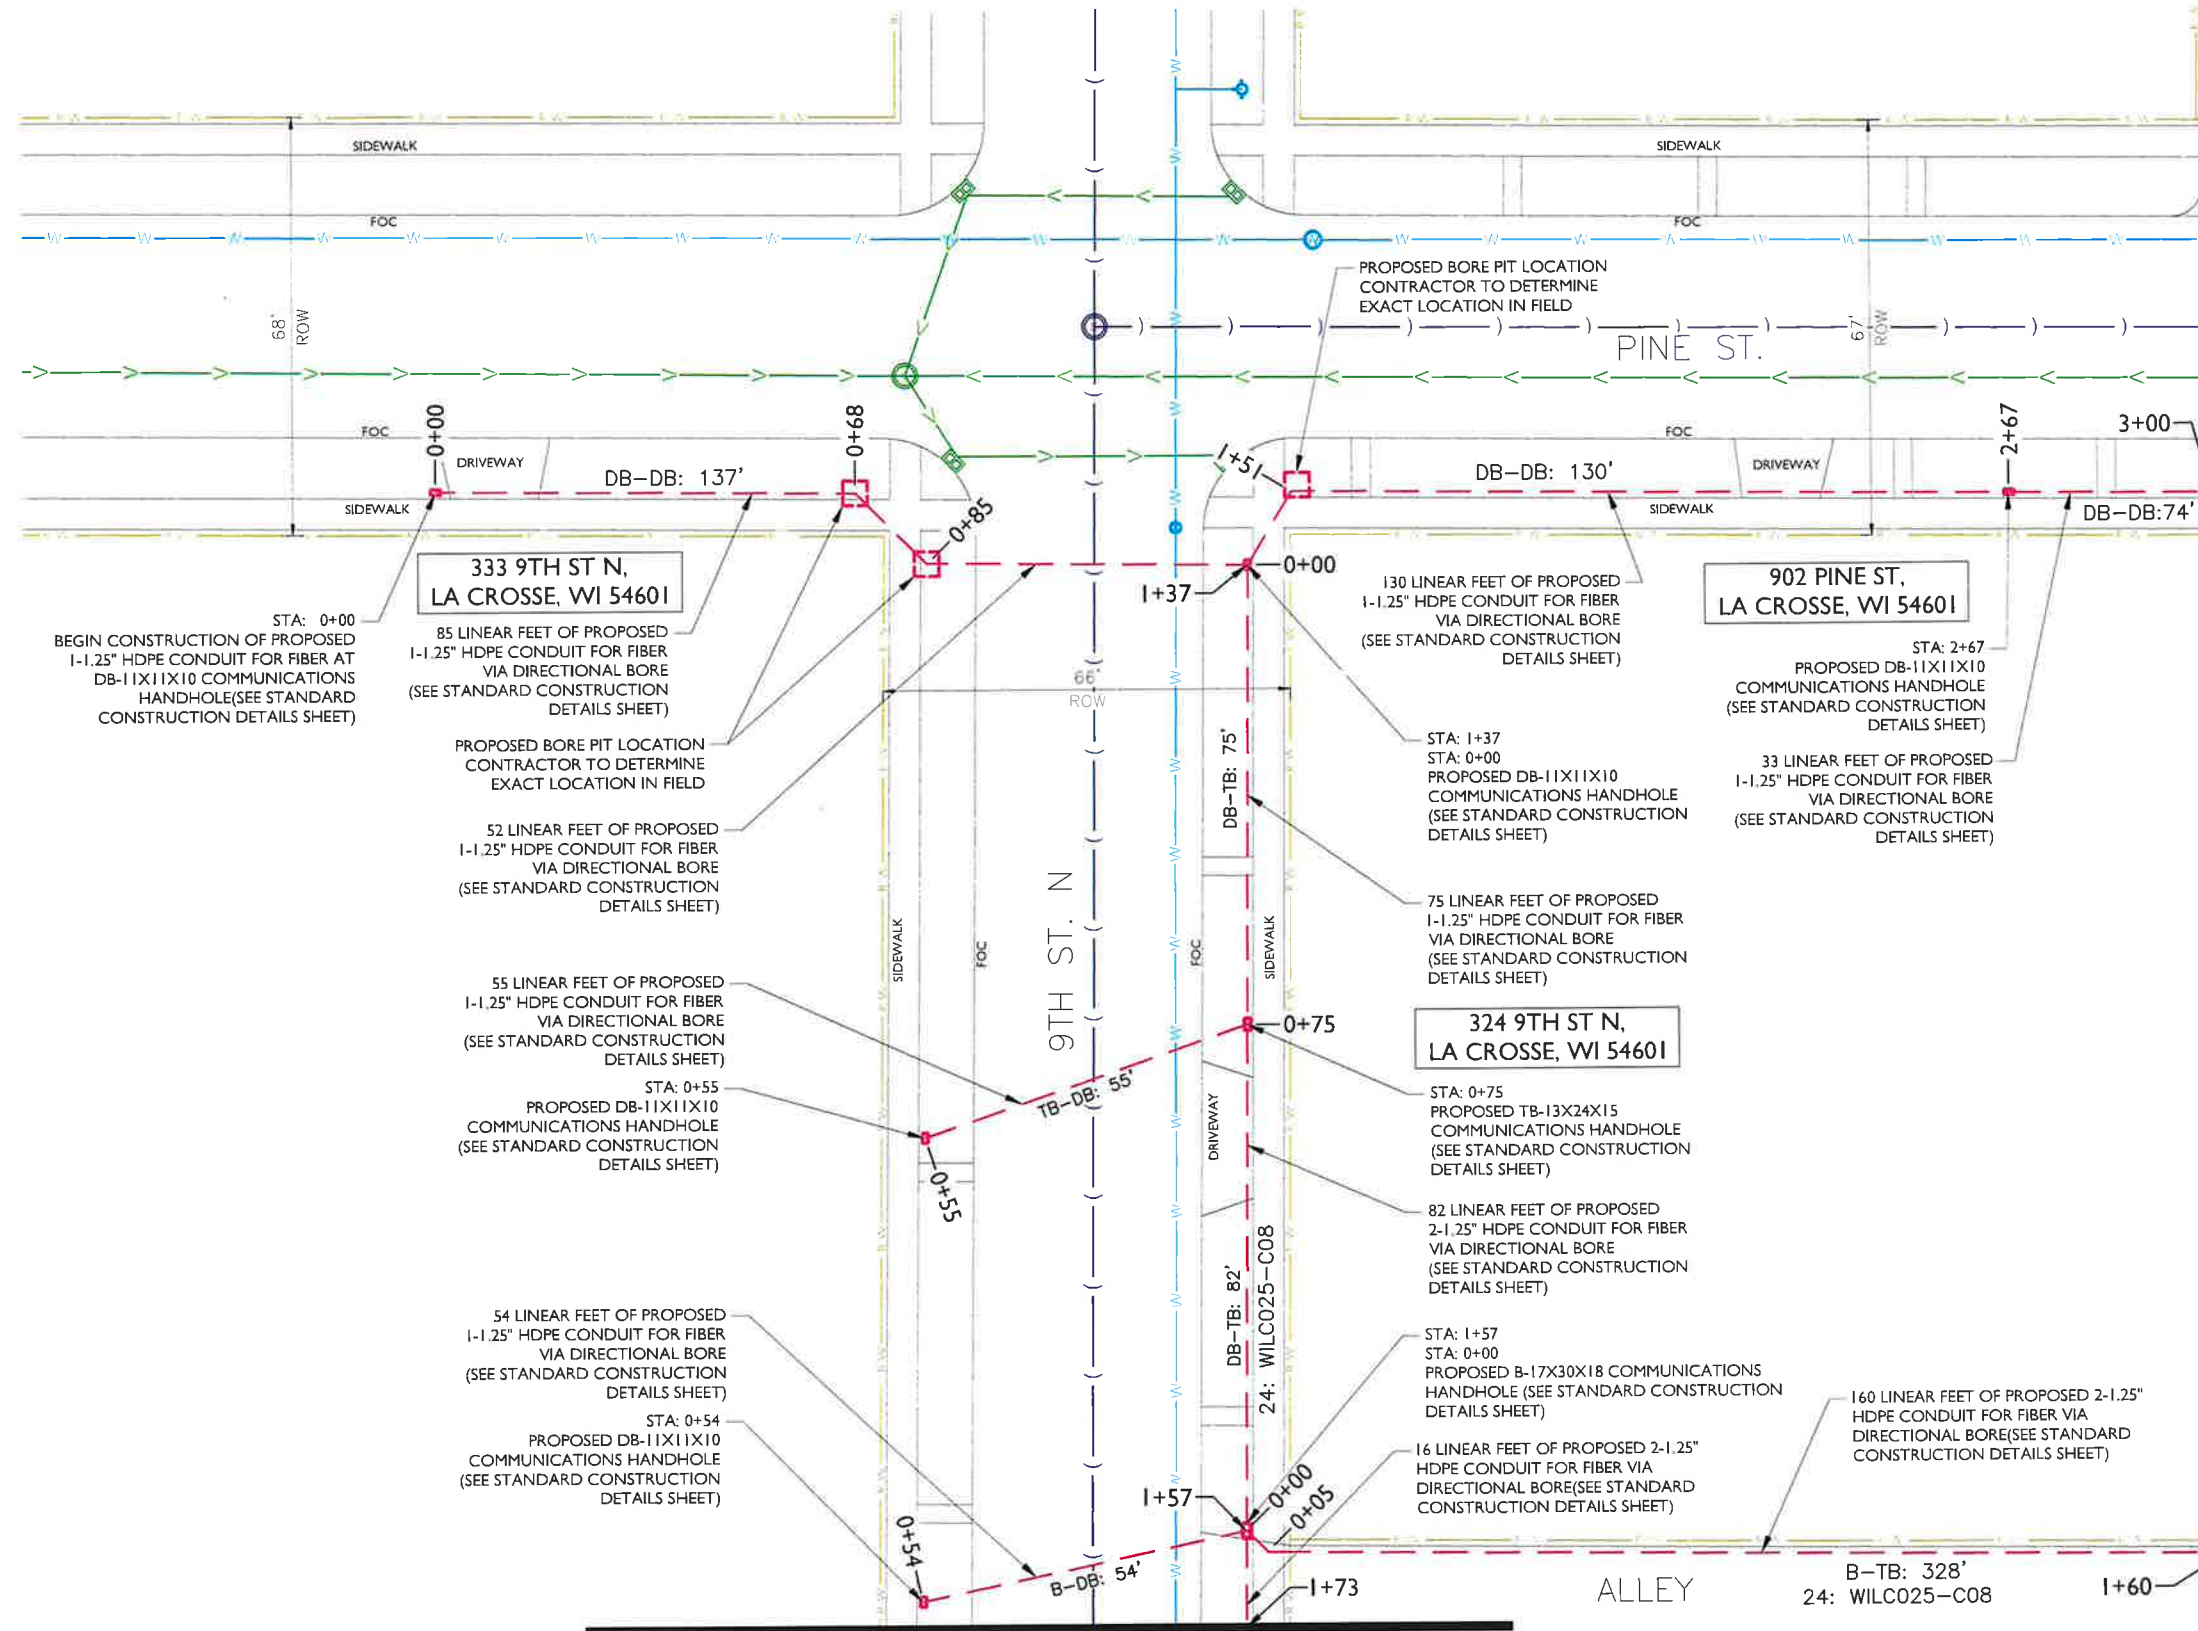 SIDEWALK
SIDEWALK
FOC
FOC
68'
ROW
67'
ROW
PROPOSED BORE PIT LOCATION
CONTRACTOR TO DETERMINE
EXACT LOCATION IN FIELD
PINE ST.
FOC
0+00
DRIVEWAY
DB-DB: 137'
0+68
SIDEWALK
0+85
1+51
DB-DB: 130'
FOC
DRIVEWAY
SIDEWALK
2+67
3+00
DB-DB:74'
333 9TH ST N,
LA CROSSE, WI 54601
STA: 0+00
BEGIN CONSTRUCTION OF PROPOSED
1-1.25" HDPE CONDUIT FOR FIBER AT
DB-11X11X10 COMMUNICATIONS
HANDHOLE(SEE STANDARD
CONSTRUCTION DETAILS SHEET)
85 LINEAR FEET OF PROPOSED
1-1.25" HDPE CONDUIT FOR FIBER
VIA DIRECTIONAL BORE
(SEE STANDARD CONSTRUCTION
DETAILS SHEET)
PROPOSED BORE PIT LOCATION
CONTRACTOR TO DETERMINE
EXACT LOCATION IN FIELD
52 LINEAR FEET OF PROPOSED
1-1.25" HDPE CONDUIT FOR FIBER
VIA DIRECTIONAL BORE
(SEE STANDARD CONSTRUCTION
DETAILS SHEET)
1+37
0+00
66'
ROW
130 LINEAR FEET OF PROPOSED
1-1.25" HDPE CONDUIT FOR FIBER
VIA DIRECTIONAL BORE
(SEE STANDARD CONSTRUCTION
DETAILS SHEET)
902 PINE ST,
LA CROSSE, WI 54601
STA: 2+67
PROPOSED DB-11X11X10
COMMUNICATIONS HANDHOLE
(SEE STANDARD CONSTRUCTION
DETAILS SHEET)
33 LINEAR FEET OF PROPOSED
1-1.25" HDPE CONDUIT FOR FIBER
VIA DIRECTIONAL BORE
(SEE STANDARD CONSTRUCTION
DETAILS SHEET)
STA: 1+37
STA: 0+00
PROPOSED DB-11X11X10
COMMUNICATIONS HANDHOLE
(SEE STANDARD CONSTRUCTION
DETAILS SHEET)
DB-TB: 75'
75 LINEAR FEET OF PROPOSED
1-1.25" HDPE CONDUIT FOR FIBER
VIA DIRECTIONAL BORE
(SEE STANDARD CONSTRUCTION
DETAILS SHEET)
SIDEWALK
FOC
9TH ST. N
FOC
SIDEWALK
55 LINEAR FEET OF PROPOSED
1-1.25" HDPE CONDUIT FOR FIBER
VIA DIRECTIONAL BORE
(SEE STANDARD CONSTRUCTION
DETAILS SHEET)
STA: 0+55
PROPOSED DB-11X11X10
COMMUNICATIONS HANDHOLE
(SEE STANDARD CONSTRUCTION
DETAILS SHEET)
0+55
TB-DB: 55'
0+75
324 9TH ST N,
LA CROSSE, WI 54601
STA: 0+75
PROPOSED TB-13X24X15
COMMUNICATIONS HANDHOLE
(SEE STANDARD CONSTRUCTION
DETAILS SHEET)
DRIVEWAY
82 LINEAR FEET OF PROPOSED
2-1.25" HDPE CONDUIT FOR FIBER
VIA DIRECTIONAL BORE
(SEE STANDARD CONSTRUCTION
DETAILS SHEET)
DB-TB: 82'
24: WILC025-C08
54 LINEAR FEET OF PROPOSED
1-1.25" HDPE CONDUIT FOR FIBER
VIA DIRECTIONAL BORE
(SEE STANDARD CONSTRUCTION
DETAILS SHEET)
STA: 0+54
PROPOSED DB-11X11X10
COMMUNICATIONS HANDHOLE
(SEE STANDARD CONSTRUCTION
DETAILS SHEET)
0+54
B-DB: 54'
1+57
0+00
0+05
1+73
STA: 1+57
STA: 0+00
PROPOSED B-17X30X18 COMMUNICATIONS
HANDHOLE (SEE STANDARD CONSTRUCTION
DETAILS SHEET)
16 LINEAR FEET OF PROPOSED 2-1.25"
HDPE CONDUIT FOR FIBER VIA
DIRECTIONAL BORE(SEE STANDARD
CONSTRUCTION DETAILS SHEET)
160 LINEAR FEET OF PROPOSED 2-1.25"
HDPE CONDUIT FOR FIBER VIA
DIRECTIONAL BORE(SEE STANDARD
CONSTRUCTION DETAILS SHEET)
ALLEY
B-TB: 328'
24: WILC025-C08
1+60